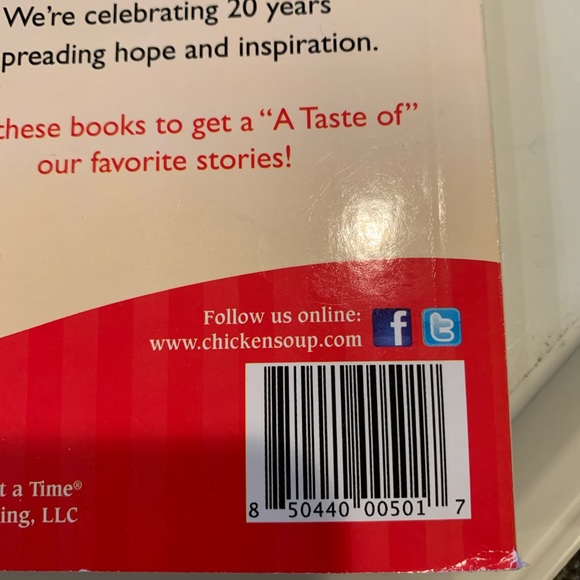 We're celebrating 20 years
preading hope and inspiration.
these books to get a "A Taste of"
our favorite stories!
Follow us online:
www.chickensoup.com
f t
t a Time®
ing, LLC
8 50440 00501 7